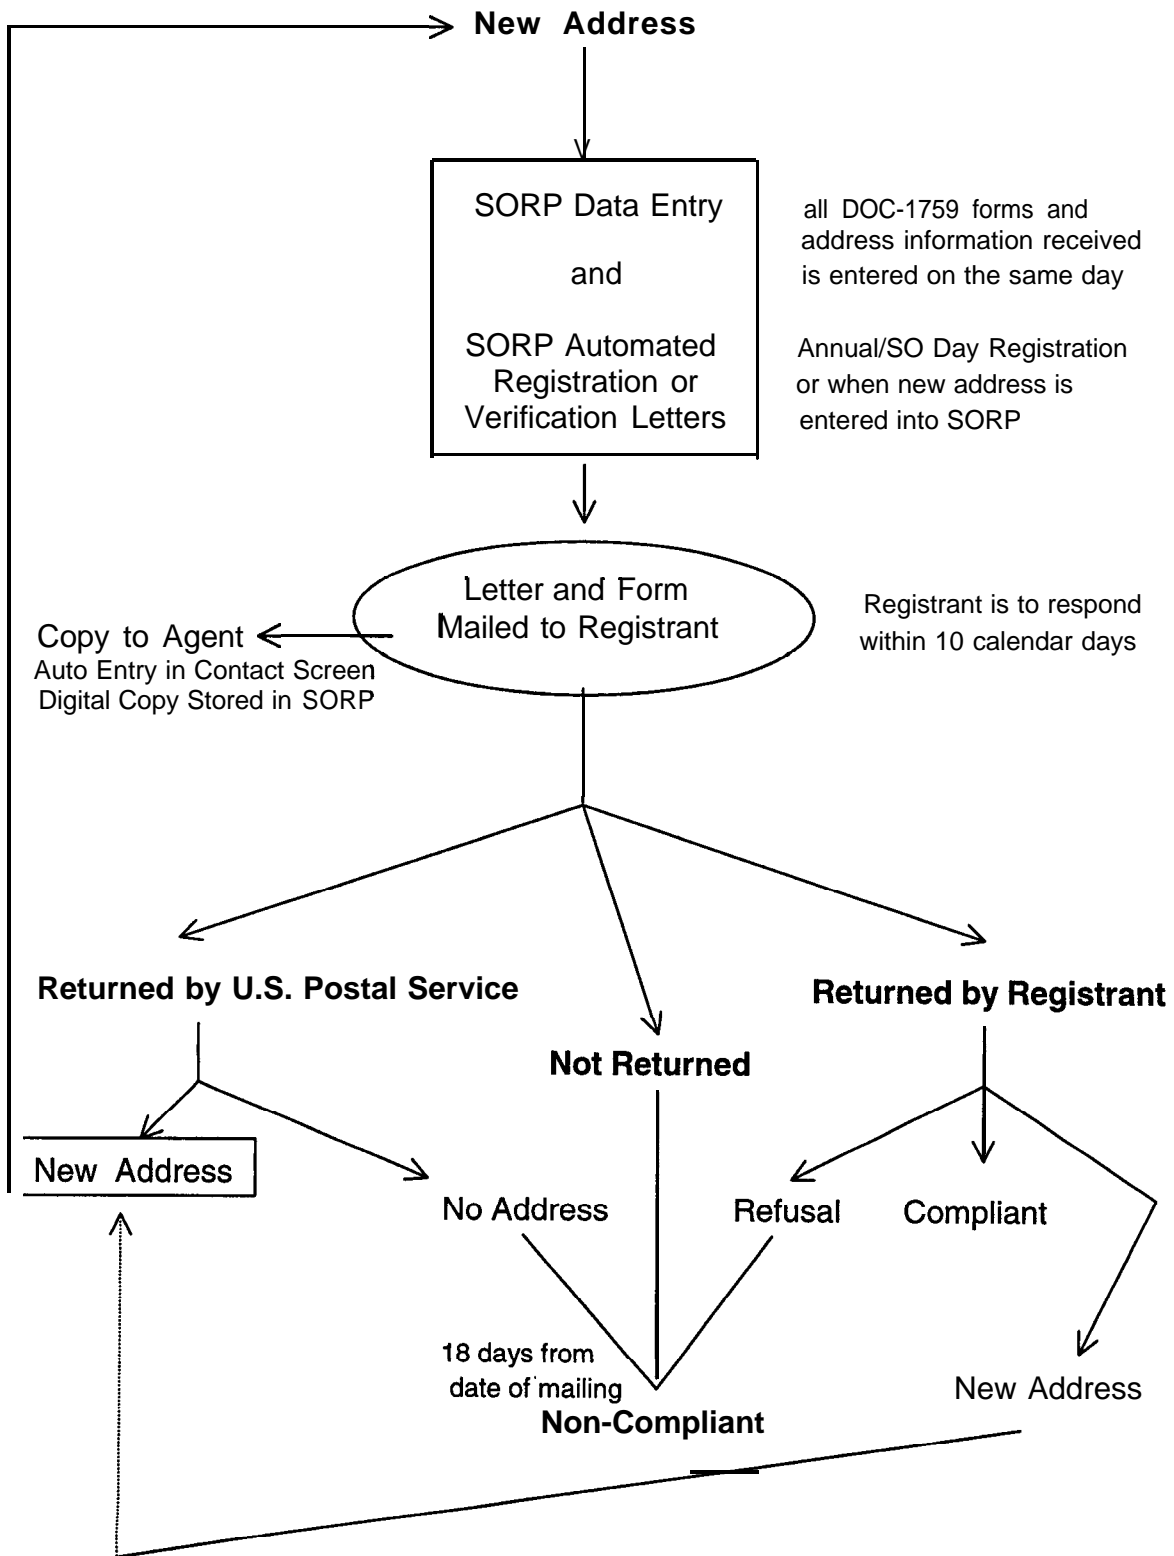 New Address
SORP Data Entry
and
SORP Automated
Registration or
Verification Letters
all DOC-1759 forms and
address information received
is entered on the same day
Annual/SO Day Registration
or when new address is
entered into SORP
Letter and Form
Mailed to Registrant
Registrant is to respond
within 10 calendar days
Copy to Agent
Auto Entry in Contact Screen
Digital Copy Stored in SORP
Returned by U.S. Postal Service
Not Returned
Returned by Registrant
New Address
No Address
Refusal
Compliant
18 days from
date of mailing
Non-Compliant
New Address